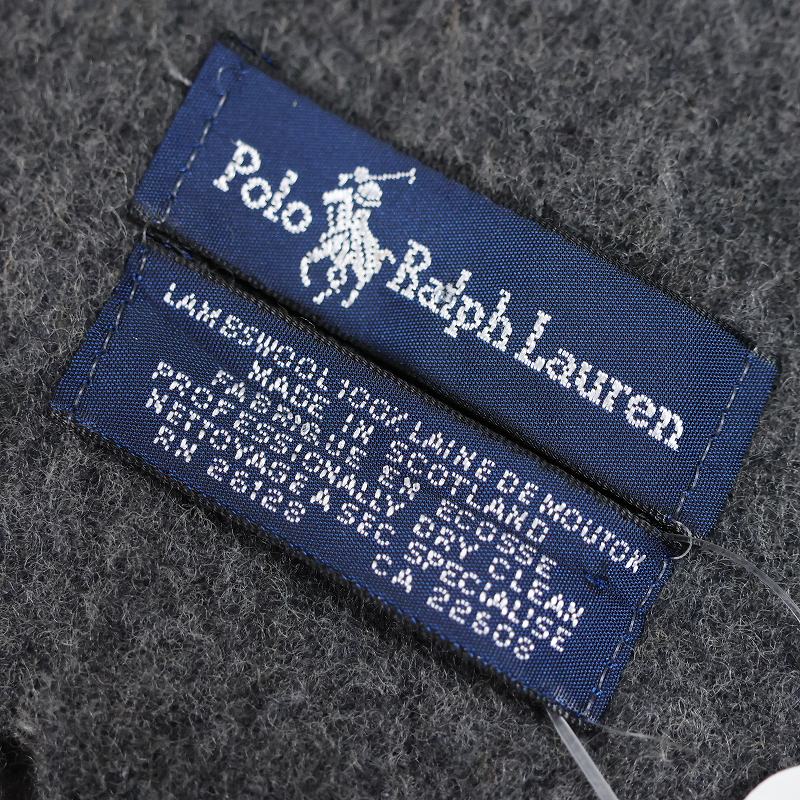 Polo Ralph Lauren
LAMBSWOOL 100% LAINE DE MOUTON
MADE IN SCOTLAND
FABRIQUE EN ECOSSE
PROFESSIONALLY DRY CLEAN
NETTOYAGE A SEC SPECIALISE
RN 26128 CA 22502